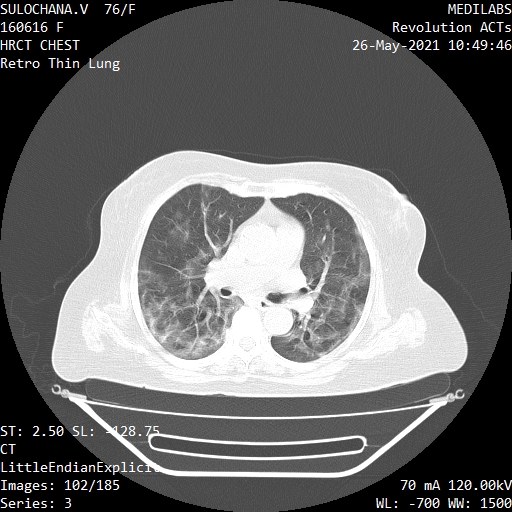 SULOCHANA.V 76/F
160616 F
HRCT CHEST
Retro Thin Lung
MEDILABS
Revolution ACTs
26-May-2021 10:49:46
ST: 2.50 SL: -128.75
CT
LittleEndianExplicit
Images: 102/185
Series: 3
70 mA 120.00kV
WL: -700 WW: 1500